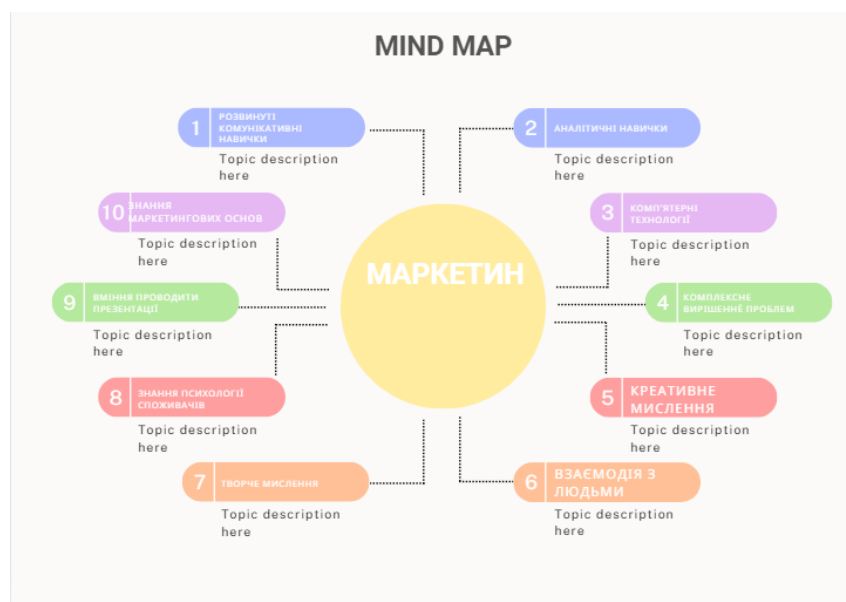 MIND MAP
1
РОЗВИНУТІ
КОМУНІКАТИВНІ
НАВИЧКИ
Topic description
here
2
АНАЛІТИЧНІ НАВИЧКИ
Topic description
here
10
ЗНАННЯ
МАРКЕТИНГОВИХ ОСНОВ
Topic description
here
3
КОМП'ЯТЕРНІ
ТЕХНОЛОГІЇ
Topic description
here
МАРКЕТИН
9
ВМІННЯ ПРОВОДИТИ
ПРЕЗЕНТАЦІЇ
Topic description
here
4
КОМПЛЕКСНЕ
ВИРІШЕННЄ ПРОБЛЕМ
Topic description
here
8
ЗНАННЯ ПСИХОЛОГІЇ
СПОЖИВАЧІВ
Topic description
here
5
КРЕАТИВНЕ
МИСЛЕННЯ
Topic description
here
7
ТВОРЧЕ МИСЛЕННЯ
Topic description
here
6
ВЗАЄМОДІЯ З
ЛЮДЬМИ
Topic description
here